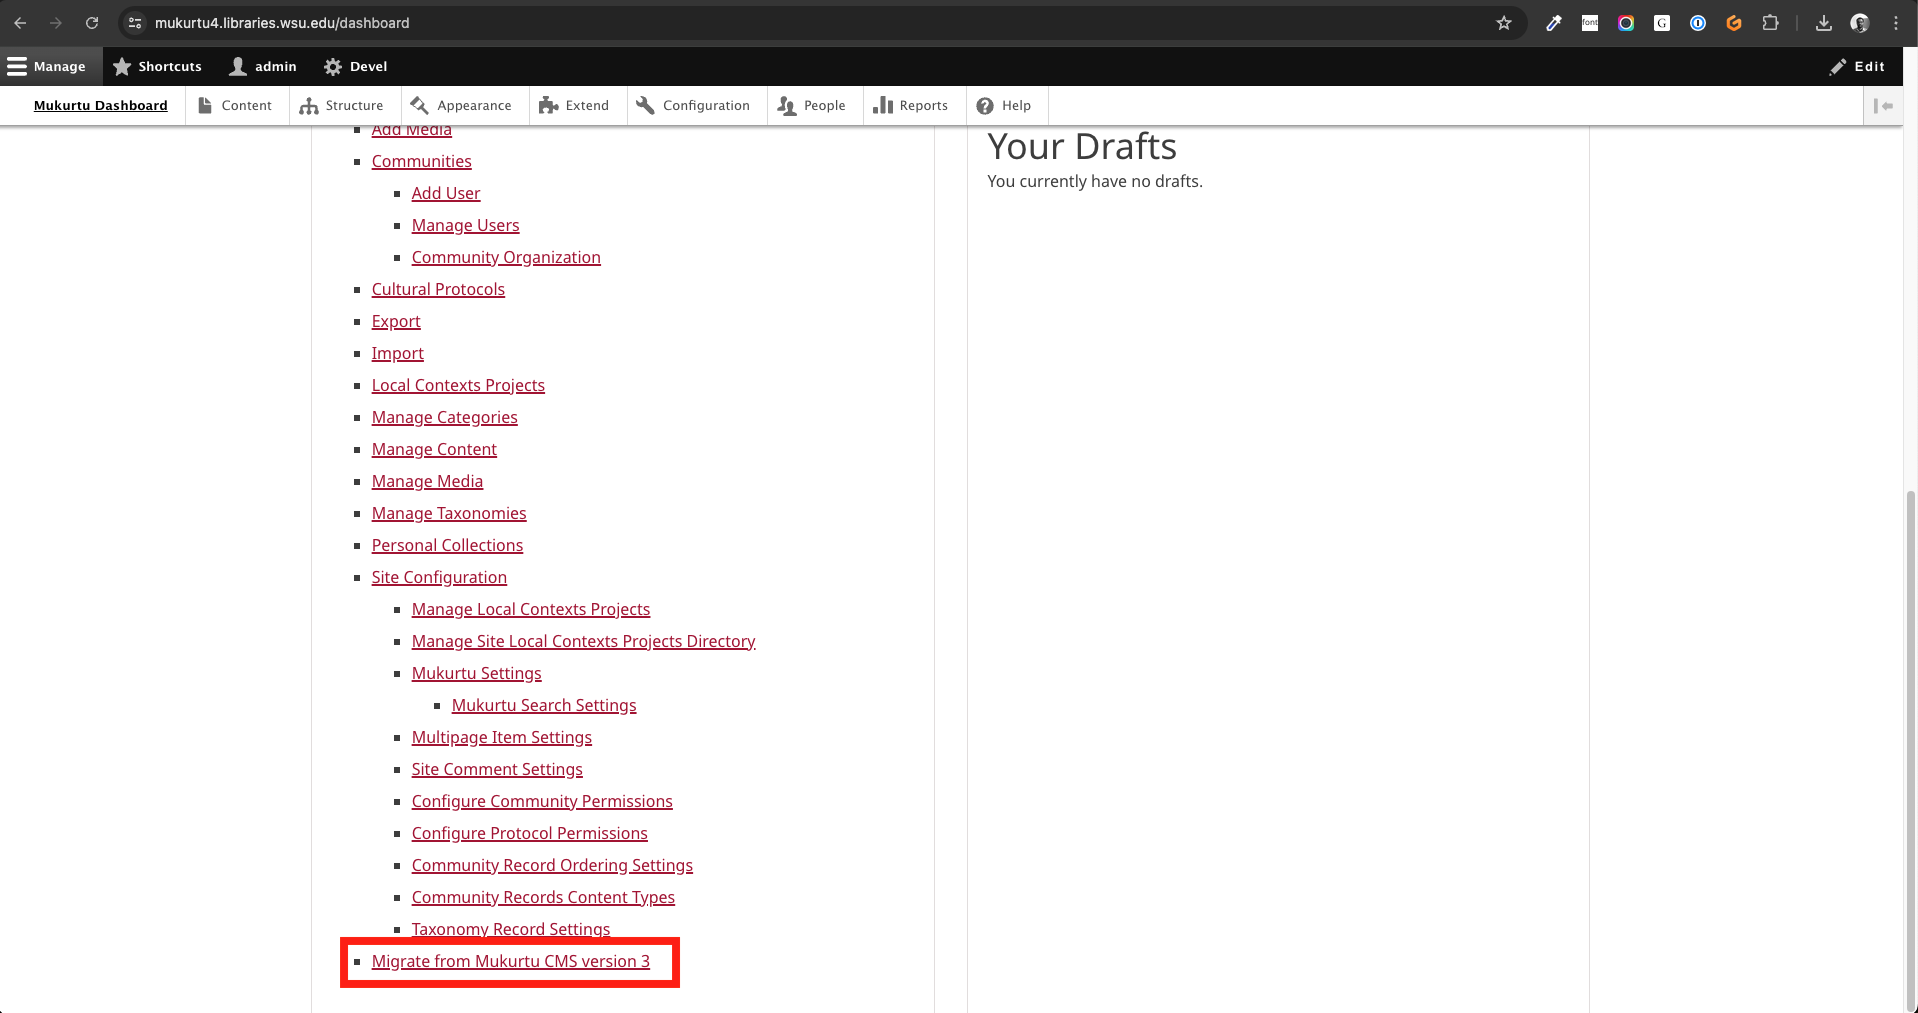 mukurtu4.libraries.wsu.edu/dashboard
font
G
Manage
Shortcuts
admin
Devel
Edit
Mukurtu Dashboard
Content
Structure
Appearance
Extend
Configuration
People
Reports
Help
Add Media
Communities
Add User
Manage Users
Community Organization
Cultural Protocols
Export
Import
Local Contexts Projects
Manage Categories
Manage Content
Manage Media
Manage Taxonomies
Personal Collections
Site Configuration
Manage Local Contexts Projects
Manage Site Local Contexts Projects Directory
Mukurtu Settings
Mukurtu Search Settings
Multipage Item Settings
Site Comment Settings
Configure Community Permissions
Configure Protocol Permissions
Community Record Ordering Settings
Community Records Content Types
Taxonomy Record Settings
Migrate from Mukurtu CMS version 3
Your Drafts
You currently have no drafts.